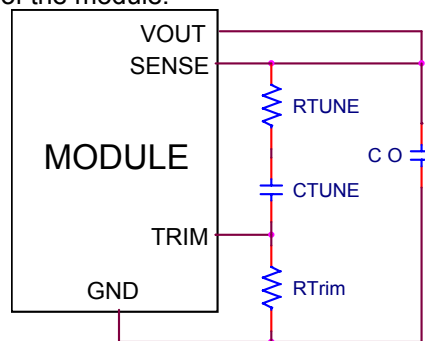 of the module.
VOUT
SENSE
RTUNE
MODULE
C O
CTUNE
TRIM
RTrim
GND